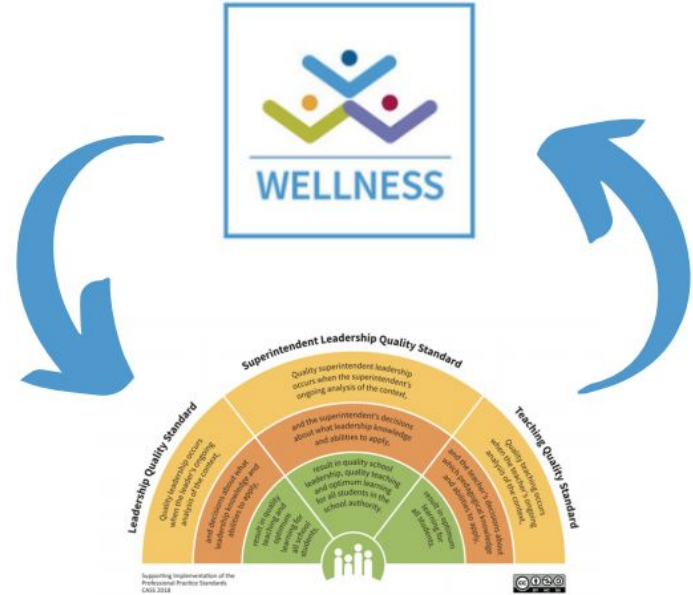 WELLNESS
Superintendent Leadership Quality Standard
Quality superintendent leadership
occurs when the superintendent's
ongoing analysis of the context,
and the superintendent's decisions
about what leadership knowledge
and abilities to apply,
result in quality school
leadership, quality teaching
and optimum learning
for all students in the
school authority.
Leadership Quality Standard
Quality leadership occurs
when the leader's ongoing
analysis of the context,
and decisions about what
leadership knowledge and
abilities to apply,
result in quality
teaching and
optimum
learning for
all school
students.
Teaching Quality Standard
Quality teaching occurs
when the teacher's ongoing
analysis of the context,
and the teacher's decisions about
which pedagogical knowledge
and abilities to apply,
result in optimum
learning for
all students.
Supporting Implementation of the
Professional Practice Standards
CASS 2018
CC
BY NC SA